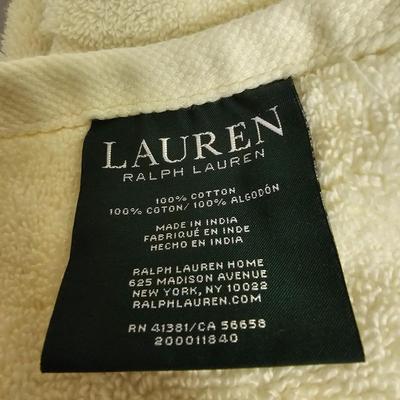 LAUREN
RALPH LAUREN
100% COTTON
100% COTON/100% ALGODÓN
MADE IN INDIA
FABRIQUÉ EN INDE
HECHO EN INDIA
RALPH LAUREN HOME
625 MADISON AVENUE
NEW YORK, NY 10022
RALPHLAUREN.COM
RN 41381/CA 56658
200011840